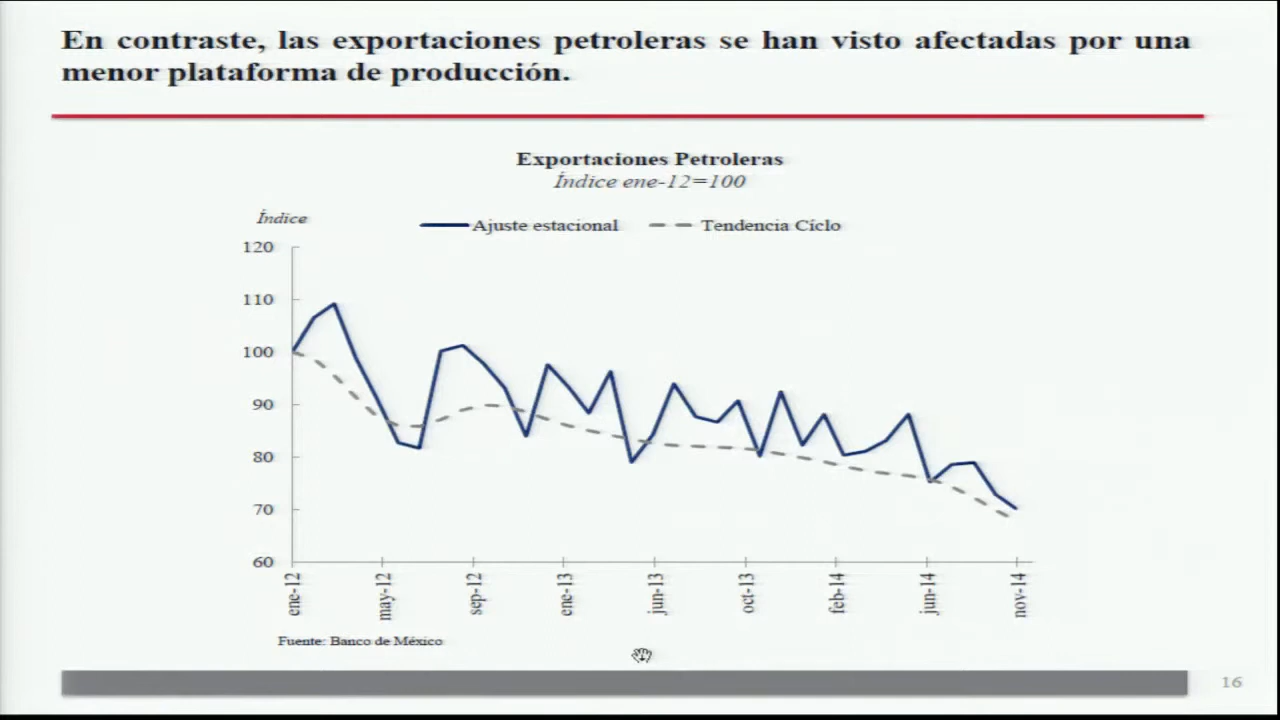 En contraste, las exportaciones petroleras se han visto afectadas por una
menor plataforma de producción.
Exportaciones Petroleras
Índice ene-12=100
Índice
Ajuste estacional
Tendencia Cíclo
120
110
100
90
80
70
60
ene-12
may-12
sep-12
ene-13
jun-13
oct-13
feb-14
jun-14
nov-14
Fuente: Banco de México
16